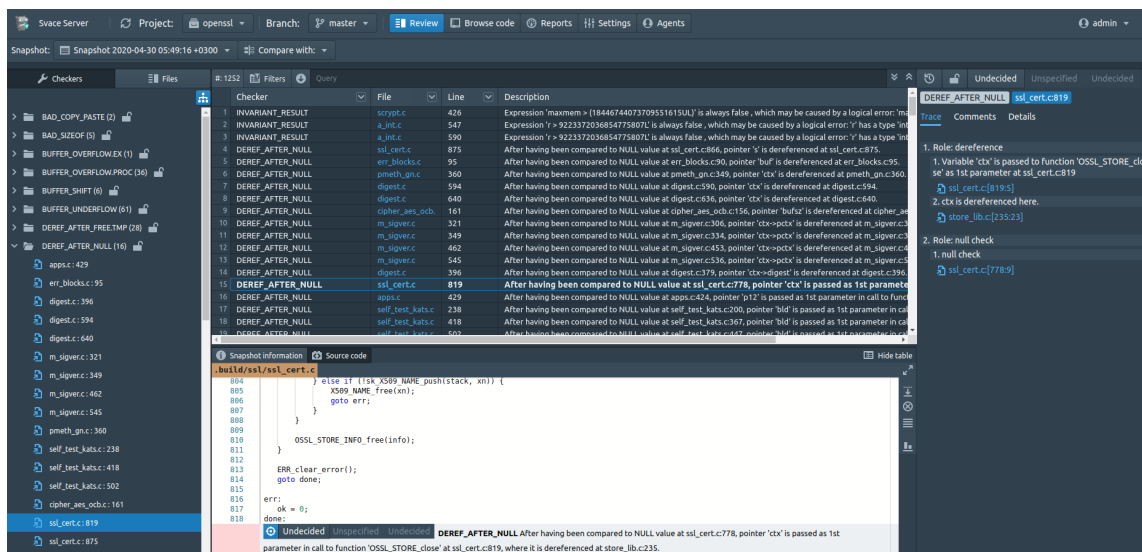 Svace Server Project: openssl Branch: master Review Browse code Reports Settings Agents admin
Snapshot: Snapshot 2020-04-30 05:49:16 +0300 Compare with:
Checkers Files
BAD_COPY_PASTE (2)
BAD_SIZEOF (5)
BUFFER_OVERFLOW.EX (1)
BUFFER_OVERFLOW.PROC (36)
BUFFER_SHIFT (6)
BUFFER_UNDERFLOW (61)
DEREF_AFTER_FREE.TMP (28)
DEREF_AFTER_NULL (16)
apps.c : 429
err_blocks.c : 95
digest.c : 396
digest.c : 594
digest.c : 640
m_sigver.c : 321
m_sigver.c : 349
m_sigver.c : 462
m_sigver.c : 545
pmeth_gn.c : 360
self_test_kats.c : 238
self_test_kats.c : 418
self_test_kats.c : 502
cipher_aes_ocb.c : 161
ssl_cert.c : 819
ssl_cert.c : 875
#: 1252 Filters Query
Checker File Line Description
1 INVARIANT_RESULT scrypt.c 426 Expression 'maxmem > (18446744073709551615UL)' is always false , which may be caused by a logical error: 'ma
2 INVARIANT_RESULT a_int.c 547 Expression 'r > 9223372036854775807L' is always false , which may be caused by a logical error: 'r' has a type 'int
3 INVARIANT_RESULT a_int.c 590 Expression 'r > 9223372036854775807L' is always false , which may be caused by a logical error: 'r' has a type 'int
4 DEREF_AFTER_NULL ssl_cert.c 875 After having been compared to NULL value at ssl_cert.c:866, pointer 's' is dereferenced at ssl_cert.c:875.
5 DEREF_AFTER_NULL err_blocks.c 95 After having been compared to NULL value at err_blocks.c:90, pointer 'buf' is dereferenced at err_blocks.c:95.
6 DEREF_AFTER_NULL pmeth_gn.c 360 After having been compared to NULL value at pmeth_gn.c:349, pointer 'ctx' is dereferenced at pmeth_gn.c:360.
7 DEREF_AFTER_NULL digest.c 594 After having been compared to NULL value at digest.c:590, pointer 'ctx' is dereferenced at digest.c:594.
8 DEREF_AFTER_NULL digest.c 640 After having been compared to NULL value at digest.c:636, pointer 'ctx' is dereferenced at digest.c:640.
9 DEREF_AFTER_NULL cipher_aes_ocb. 161 After having been compared to NULL value at cipher_aes_ocb.c:156, pointer 'bufsz' is dereferenced at cipher_ae
10 DEREF_AFTER_NULL m_sigver.c 321 After having been compared to NULL value at m_sigver.c:306, pointer 'ctx->pctx' is dereferenced at m_sigver.c:3
11 DEREF_AFTER_NULL m_sigver.c 349 After having been compared to NULL value at m_sigver.c:334, pointer 'ctx->pctx' is dereferenced at m_sigver.c:3
12 DEREF_AFTER_NULL m_sigver.c 462 After having been compared to NULL value at m_sigver.c:453, pointer 'ctx->pctx' is dereferenced at m_sigver.c:4
13 DEREF_AFTER_NULL m_sigver.c 545 After having been compared to NULL value at m_sigver.c:536, pointer 'ctx->pctx' is dereferenced at m_sigver.c:5
14 DEREF_AFTER_NULL digest.c 396 After having been compared to NULL value at digest.c:379, pointer 'ctx->digest' is dereferenced at digest.c:396.
15 DEREF_AFTER_NULL ssl_cert.c 819 After having been compared to NULL value at ssl_cert.c:778, pointer 'ctx' is passed as 1st paramete
16 DEREF_AFTER_NULL apps.c 429 After having been compared to NULL value at apps.c:424, pointer 'p12' is passed as 1st parameter in call to funct
17 DEREF_AFTER_NULL self_test_kats.c 238 After having been compared to NULL value at self_test_kats.c:200, pointer 'bld' is passed as 1st parameter in cal
18 DEREF_AFTER_NULL self_test_kats.c 418 After having been compared to NULL value at self_test_kats.c:367, pointer 'bld' is passed as 1st parameter in cal
19 DEREF_AFTER_NULL self_test_kats.c 502 After having been compared to NULL value at self_test_kats.c:447, pointer 'bld' is passed as 1st parameter in cal
Snapshot information Source code Hide table
.build/ssl/ssl_cert.c
804 } else if (!sk_X509_NAME_push(stack, xn)) {
805 X509_NAME_free(xn);
806 goto err;
807 }
808 }
809
810 OSSL_STORE_INFO_free(info);
811 }
812
813 ERR_clear_error();
814 goto done;
815
816 err:
817 ok = 0;
818 done:
Undecided Unspecified Undecided DEREF_AFTER_NULL After having been compared to NULL value at ssl_cert.c:778, pointer 'ctx' is passed as 1st
parameter in call to function 'OSSL_STORE_close' at ssl_cert.c:819, where it is dereferenced at store_lib.c:235.
Undecided Unspecified Undecided
DEREF_AFTER_NULL ssl_cert.c:819
Trace Comments Details
1. Role: dereference
1. Variable 'ctx' is passed to function 'OSSL_STORE_clo
se' as 1st parameter at ssl_cert.c:819
ssl_cert.c:[819:5]
2. ctx is dereferenced here.
store_lib.c:[235:23]
2. Role: null check
1. null check
ssl_cert.c:[778:9]